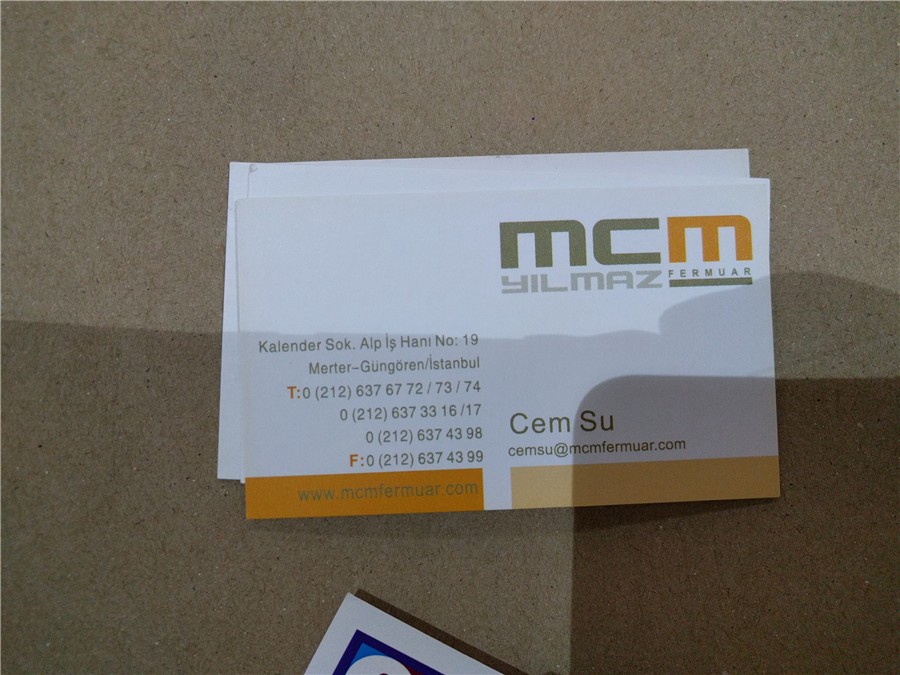 mcm
YILMAZ FERMUAR
Kalender Sok. Alp İş Hanı No: 19
Merter-Güngören/İstanbul
T:0 (212) 637 67 72 / 73 / 74
0 (212) 637 33 16 /17
0 (212) 637 43 98
F:0 (212) 637 43 99
www.mcmfermuar.com
Cem Su
cemsu@mcmfermuar.com